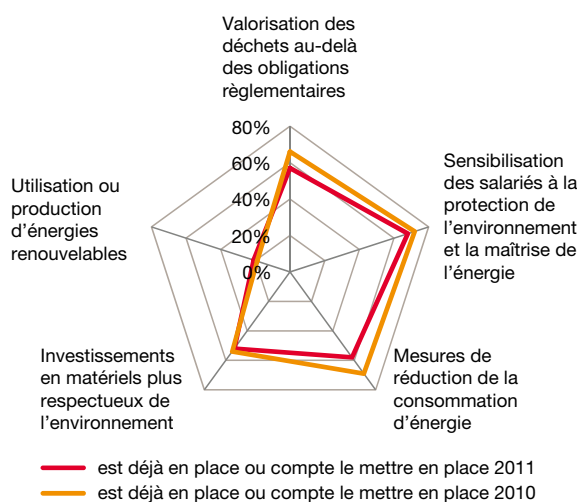 Valorisation des
déchets au-delà
des obligations
règlementaires
80%
60%
40%
20%
0%
Sensibilisation
des salariés à la
protection de
l'environnement
et la maîtrise de
l'énergie
Utilisation ou
production
d'énergies
renouvelables
Investissements
en matériels plus
respectueux de
l'environnement
Mesures de
réduction de la
consommation
d'énergie
est déjà en place ou compte le mettre en place 2011
est déjà en place ou compte le mettre en place 2010